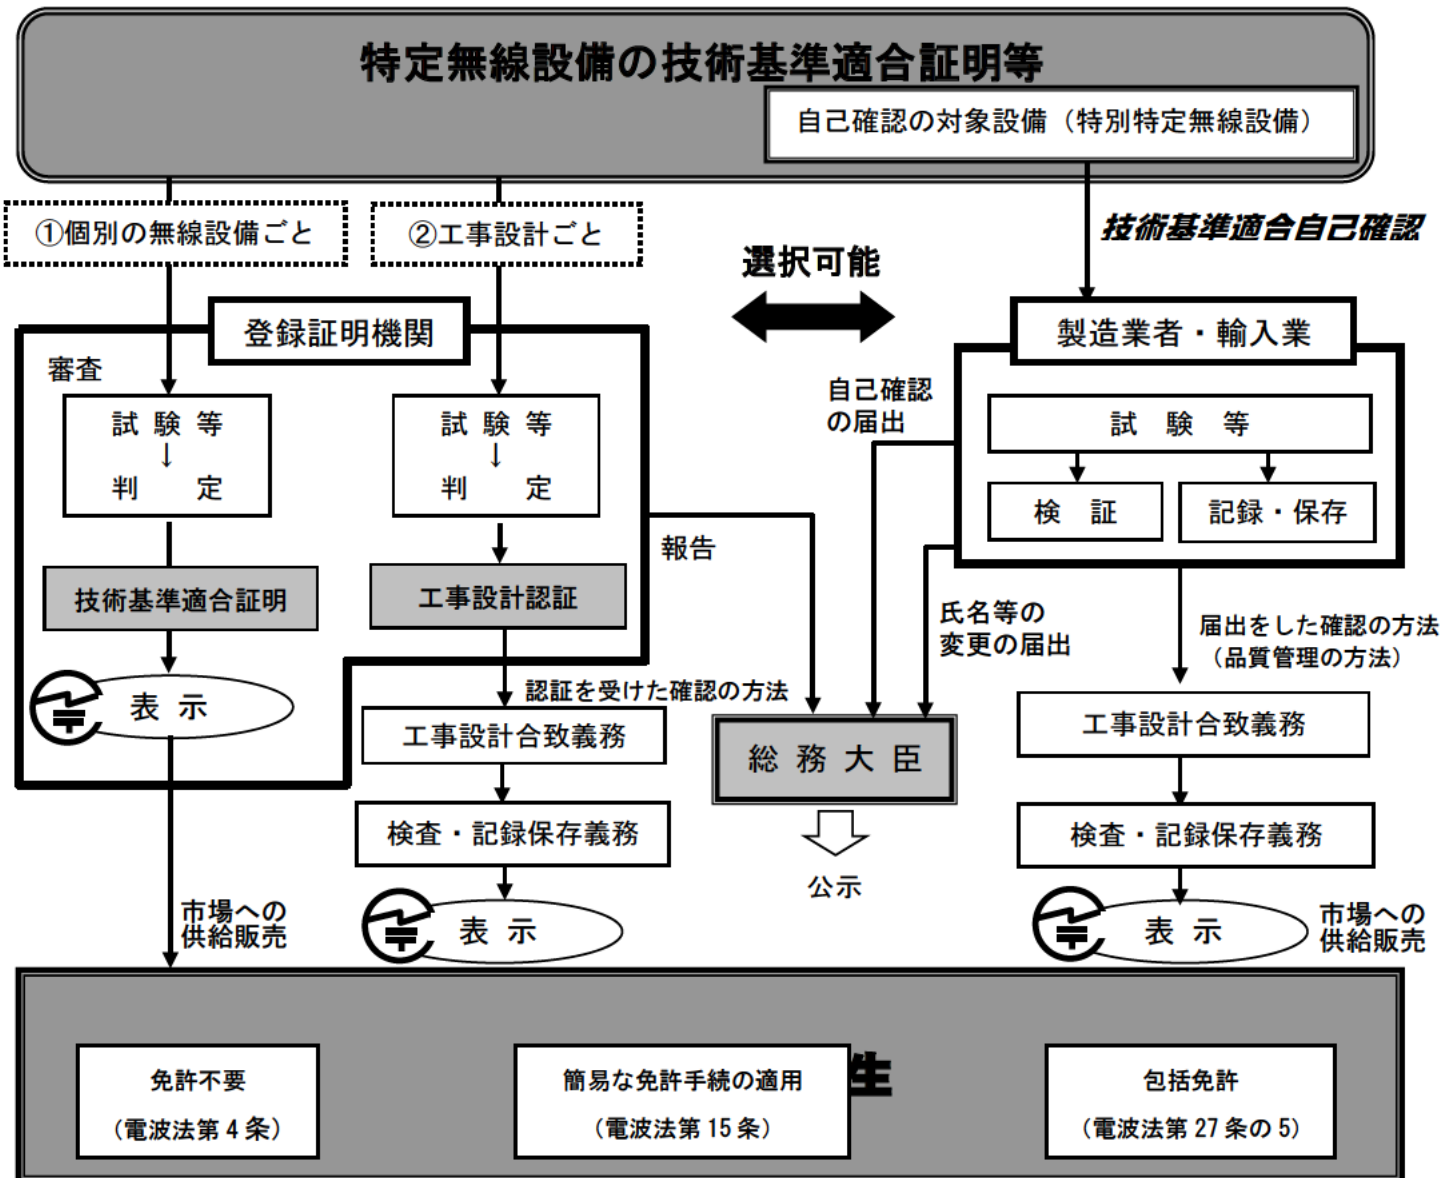 特定無線設備の技術基準適合証明等
自己確認の対象設備（特別特定無線設備）
①個別の無線設備ごと
②工事設計ごと
技術基準適合自己確認
選択可能
登録証明機関
製造業者・輸入業
審査
試 験 等
↓
判 定
試 験 等
↓
判 定
自己確認
の届出
試 験 等
検 証
記録・保存
報告
技術基準適合証明
工事設計認証
氏名等の
変更の届出
届出をした確認の方法
（品質管理の方法）
表 示
認証を受けた確認の方法
工事設計合致義務
総 務 大 臣
工事設計合致義務
検査・記録保存義務
検査・記録保存義務
公示
市場への
供給販売
表 示
表 示
市場への
供給販売
生
免許不要
（電波法第 4 条）
簡易な免許手続の適用
（電波法第 15 条）
包括免許
（電波法第 27 条の 5）